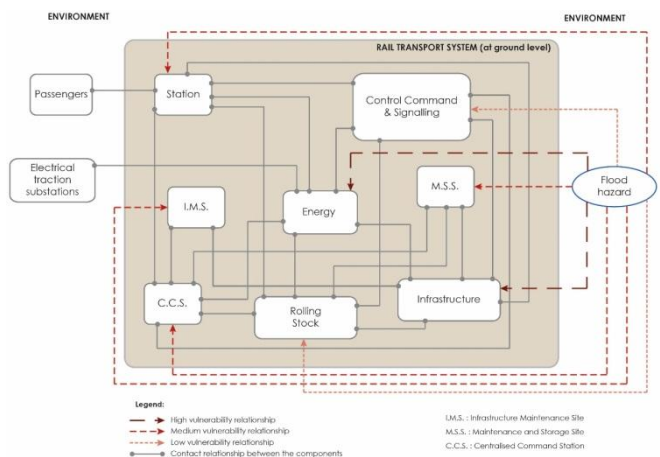 ENVIRONMENT
ENVIRONMENT
RAIL TRANSPORT SYSTEM (at ground level)
Passengers
Station
Control Command
& Signalling
Electrical
traction
substations
M.S.S.
Flood
hazard
I.M.S.
Energy
C.C.S.
Rolling
Stock
Infrastructure
Legend:
High vulnerability relationship
Medium vulnerability relationship
Low vulnerability relationship
Contact relationship between the components
I.M.S. : Infrastructure Maintenance Site
M.S.S. : Maintenance and Storage Site
C.C.S. : Centralised Command Station